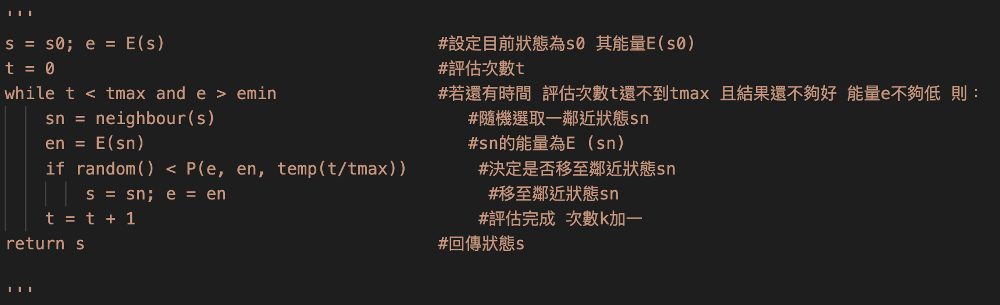 '''
s = s0; e = E(s) #設定目前狀態為s0 其能量E(s0)
t = 0 #評估次數t
while t < tmax and e > emin #若還有時間 評估次數t還不到tmax 且結果還不夠好 能量e不夠低 則：
sn = neighbour(s) #隨機選取一鄰近狀態sn
en = E(sn) #sn的能量為E (sn)
if random() < P(e, en, temp(t/tmax)) #決定是否移至鄰近狀態sn
s = sn; e = en #移至鄰近狀態sn
t = t + 1 #評估完成 次數k加一
return s #回傳狀態s
'''